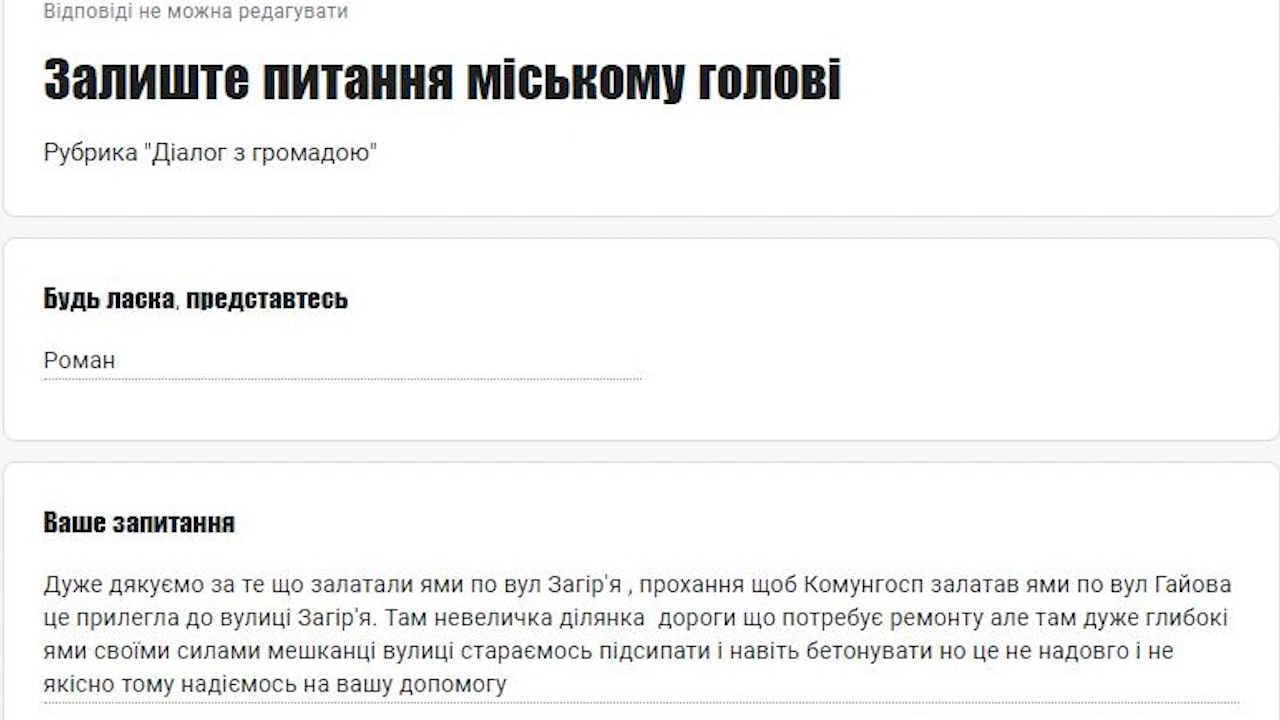 Відповіді не можна редагувати
Залиште питання міському голові
Рубрика "Діалог з громадою"
Будь ласка, представтесь
Роман
Ваше запитання
Дуже дякуємо за те що залатали ями по вул Загір'я , прохання щоб Комунгосп залатав ями по вул Гайова
це прилегла до вулиці Загір'я. Там невеличка ділянка  дороги що потребує ремонту але там дуже глибокі
ями своїми силами мешканці вулиці стараємось підсипати і навіть бетонувати но це не надовго і не
якісно тому надіємось на вашу допомогу